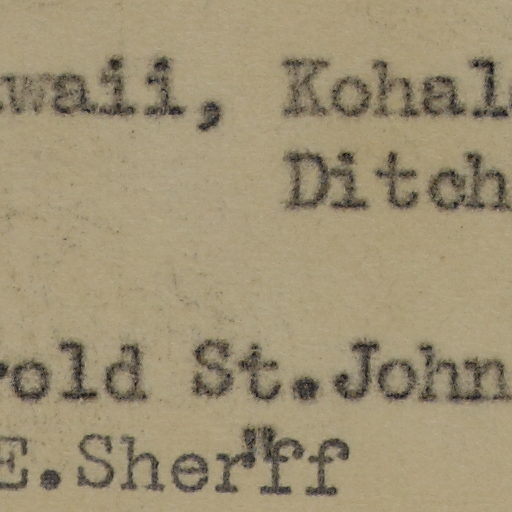 waii, Kohal
Ditch
rold St.John
E.Sherff